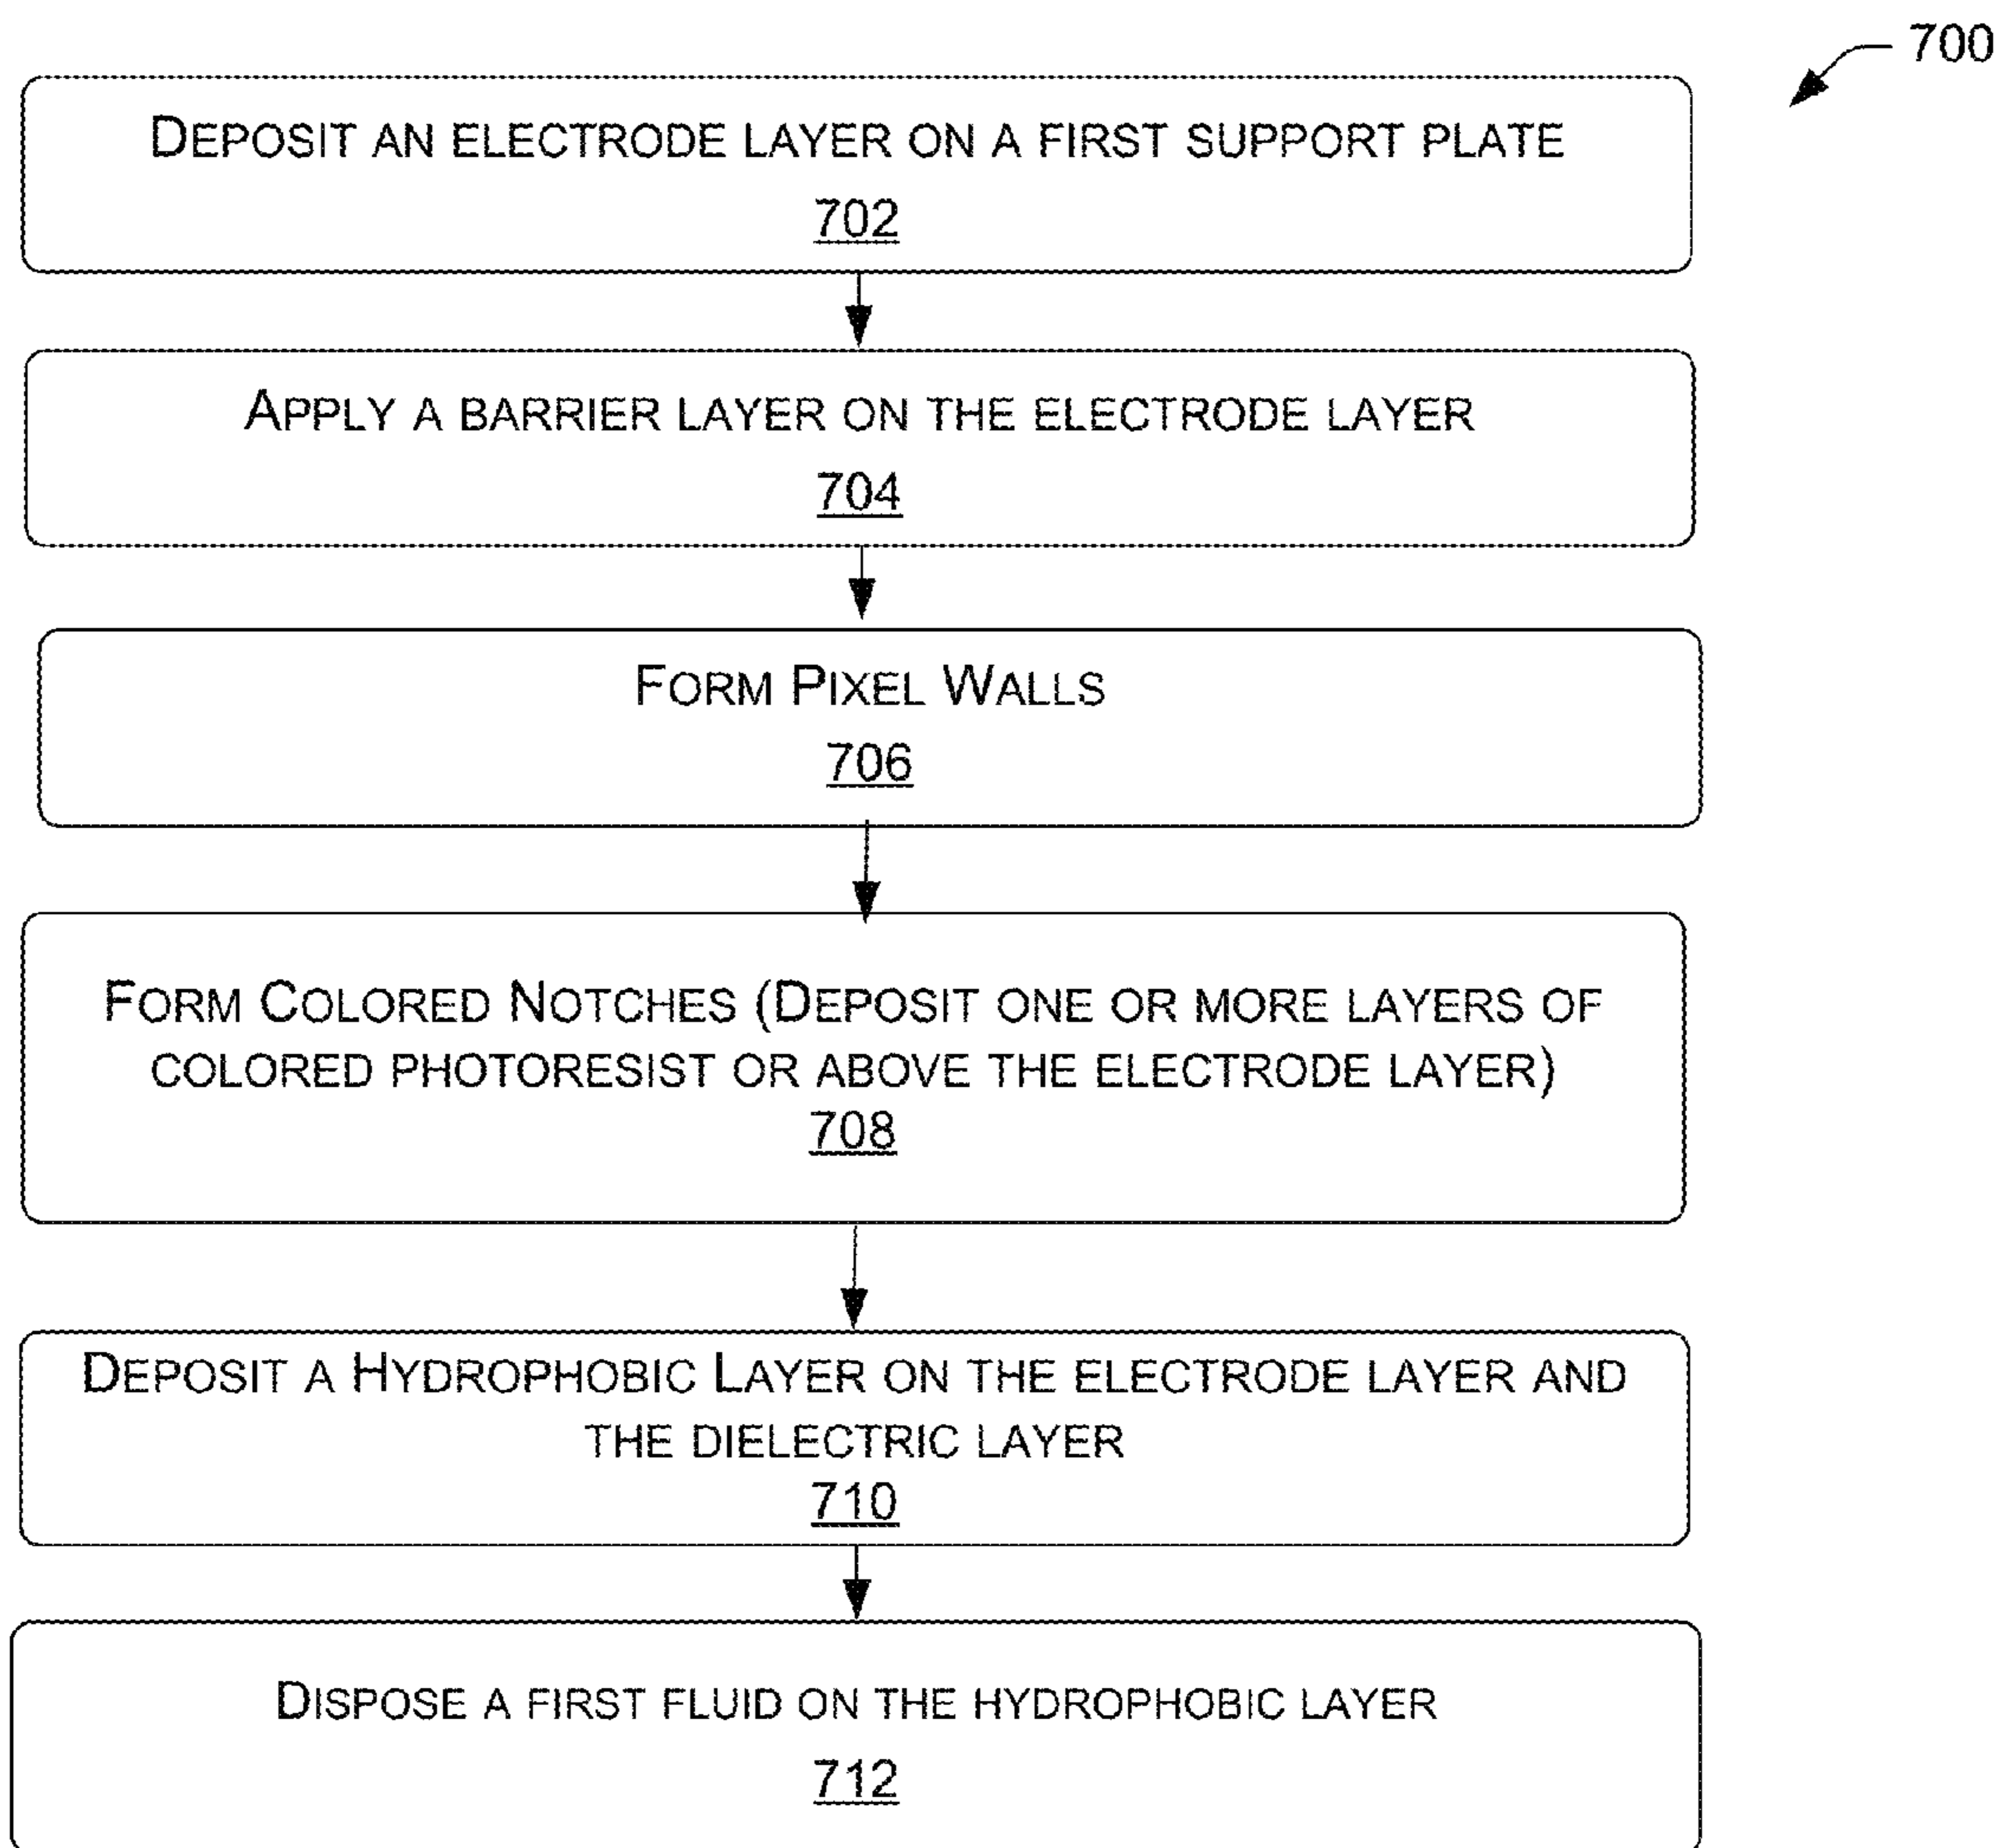 700
DEPOSIT AN ELECTRODE LAYER ON A FIRST SUPPORT PLATE
702
APPLY A BARRIER LAYER ON THE ELECTRODE LAYER
704
FORM PIXEL WALLS
706
FORM COLORED NOTCHES (DEPOSIT ONE OR MORE LAYERS OF
COLORED PHOTORESIST OR ABOVE THE ELECTRODE LAYER)
708
DEPOSIT A HYDROPHOBIC LAYER ON THE ELECTRODE LAYER AND
THE DIELECTRIC LAYER
710
DISPOSE A FIRST FLUID ON THE HYDROPHOBIC LAYER
712